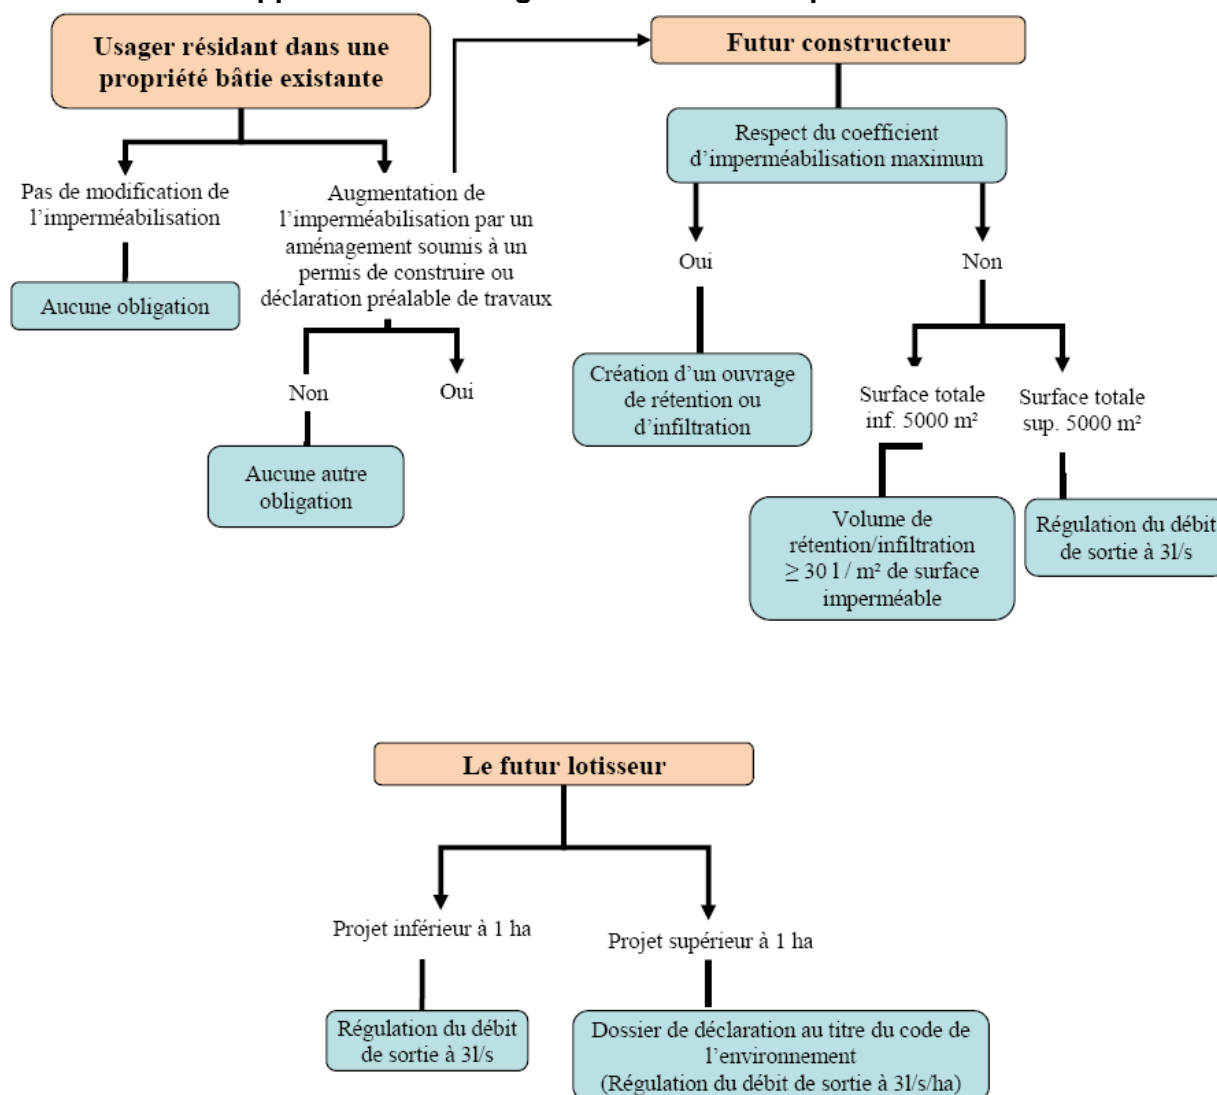 Usager résidant dans une
propriété bâtie existante
Pas de modification de
l’imperméabilisation
Aucune obligation
Augmentation de
l’imperméabilisation par un
aménagement soumis à un
permis de construire ou
déclaration préalable de travaux
Non
Oui
Aucune autre
obligation
Futur constructeur
Respect du coefficient
d’imperméabilisation maximum
Oui
Non
Création d’un ouvrage
de rétention ou
d’infiltration
Surface totale
inf. 5000 m²
Surface totale
sup. 5000 m²
Volume de
rétention/infiltration
≥ 30 l / m² de surface
imperméable
Régulation du débit
de sortie à 3l/s
Le futur lotisseur
Projet inférieur à 1 ha
Projet supérieur à 1 ha
Régulation du débit
de sortie à 3l/s
Dossier de déclaration au titre du code de
l’environnement
(Régulation du débit de sortie à 3l/s/ha)